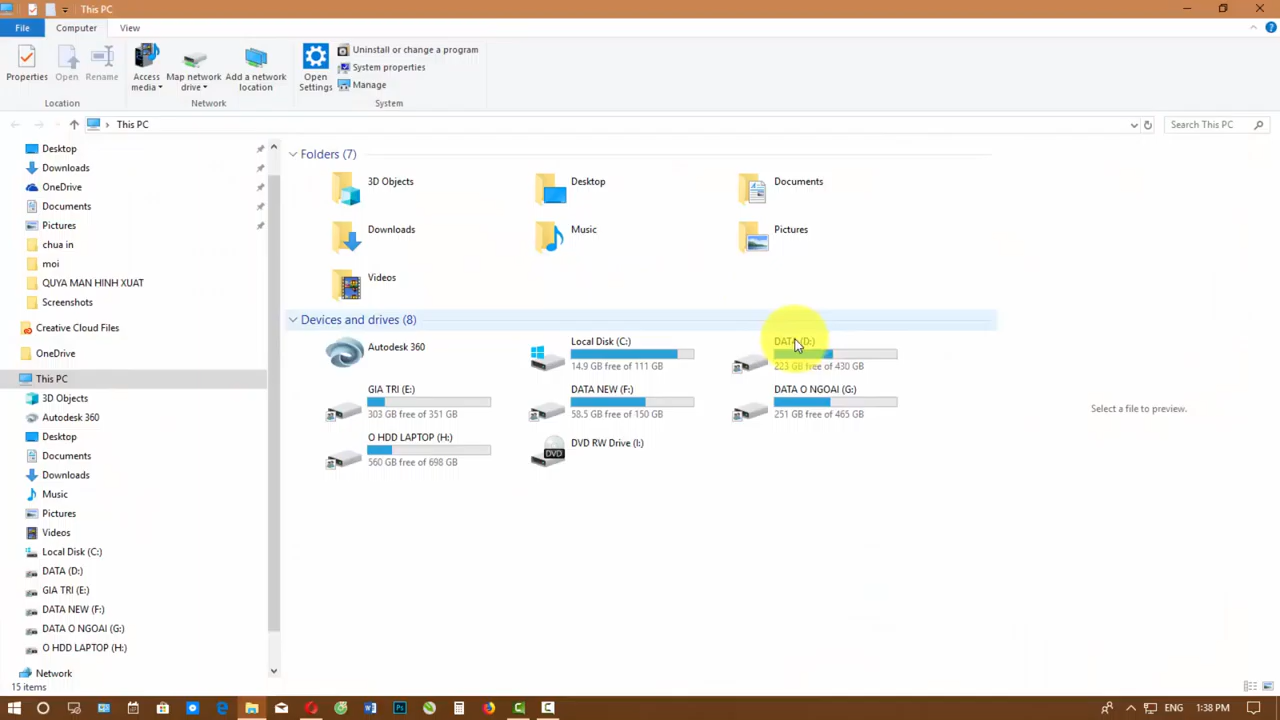 This PC
File Computer View
Properties Open Rename Access media Map network drive Add a network location Open Settings Uninstall or change a program
System properties
Manage
Location Network System
This PC Search This PC
Desktop
Downloads
OneDrive
Documents
Pictures
chua in
moi
QUYA MAN HINH XUAT
Screenshots
Creative Cloud Files
OneDrive
This PC
3D Objects
Autodesk 360
Desktop
Documents
Downloads
Music
Pictures
Videos
Local Disk (C:)
DATA (D:)
GIA TRI (E:)
DATA NEW (F:)
DATA O NGOAI (G:)
O HDD LAPTOP (H:)
Network
15 items
Folders (7)
3D Objects Desktop Documents
Downloads Music Pictures
Videos
Devices and drives (8)
Autodesk 360
Local Disk (C:)
14.9 GB free of 111 GB
DATA (D:)
223 GB free of 430 GB
GIA TRI (E:)
303 GB free of 351 GB
DATA NEW (F:)
58.5 GB free of 150 GB
DATA O NGOAI (G:)
251 GB free of 465 GB
O HDD LAPTOP (H:)
560 GB free of 698 GB
DVD
DVD RW Drive (I:)
Select a file to preview.
Ps
ENG 1:38 PM